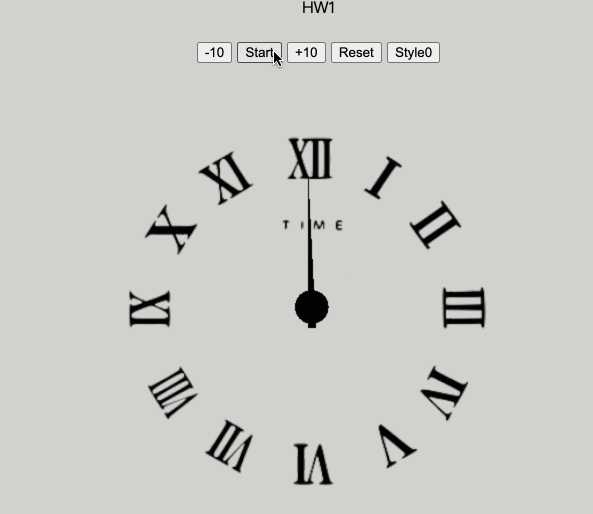 HW1
-10 Start +10 Reset Style0
XII
XI I
X TIME II
IX III
VIII IV
VII V
VI